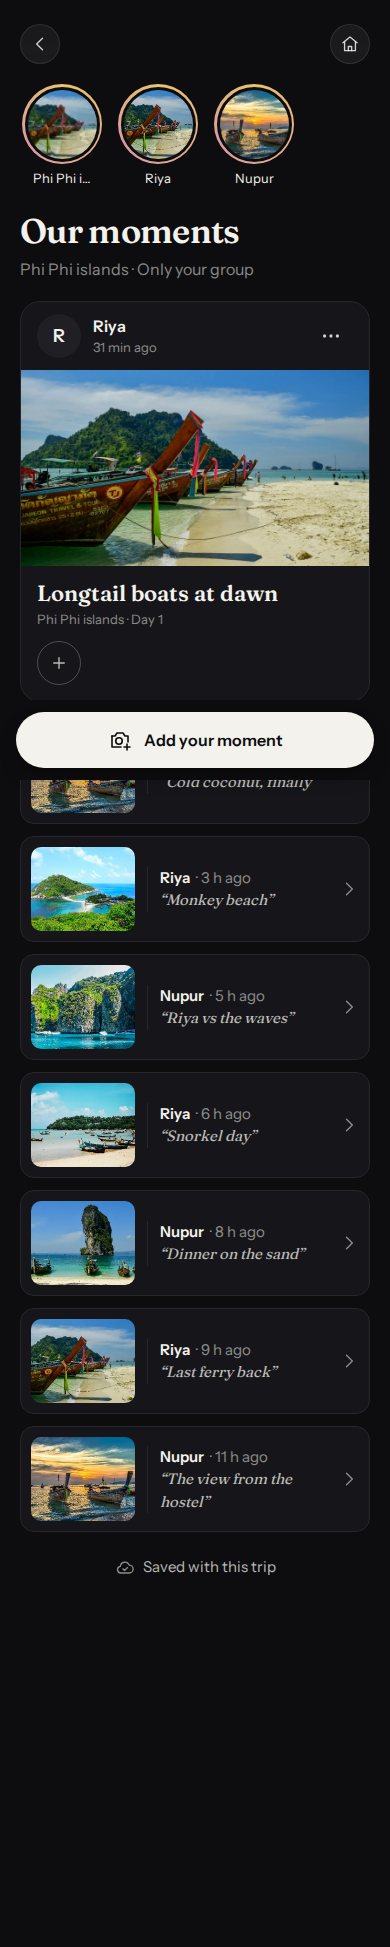 Phi Phi i...
Riya
Nupur
Our moments
Phi Phi islands · Only your group
R
Riya
31 min ago
Longtail boats at dawn
Phi Phi islands · Day 1
Add your moment
Cold coconut, finally
Riya · 3 h ago
“Monkey beach”
Nupur · 5 h ago
“Riya vs the waves”
Riya · 6 h ago
“Snorkel day”
Nupur · 8 h ago
“Dinner on the sand”
Riya · 9 h ago
“Last ferry back”
Nupur · 11 h ago
“The view from the
hostel”
Saved with this trip